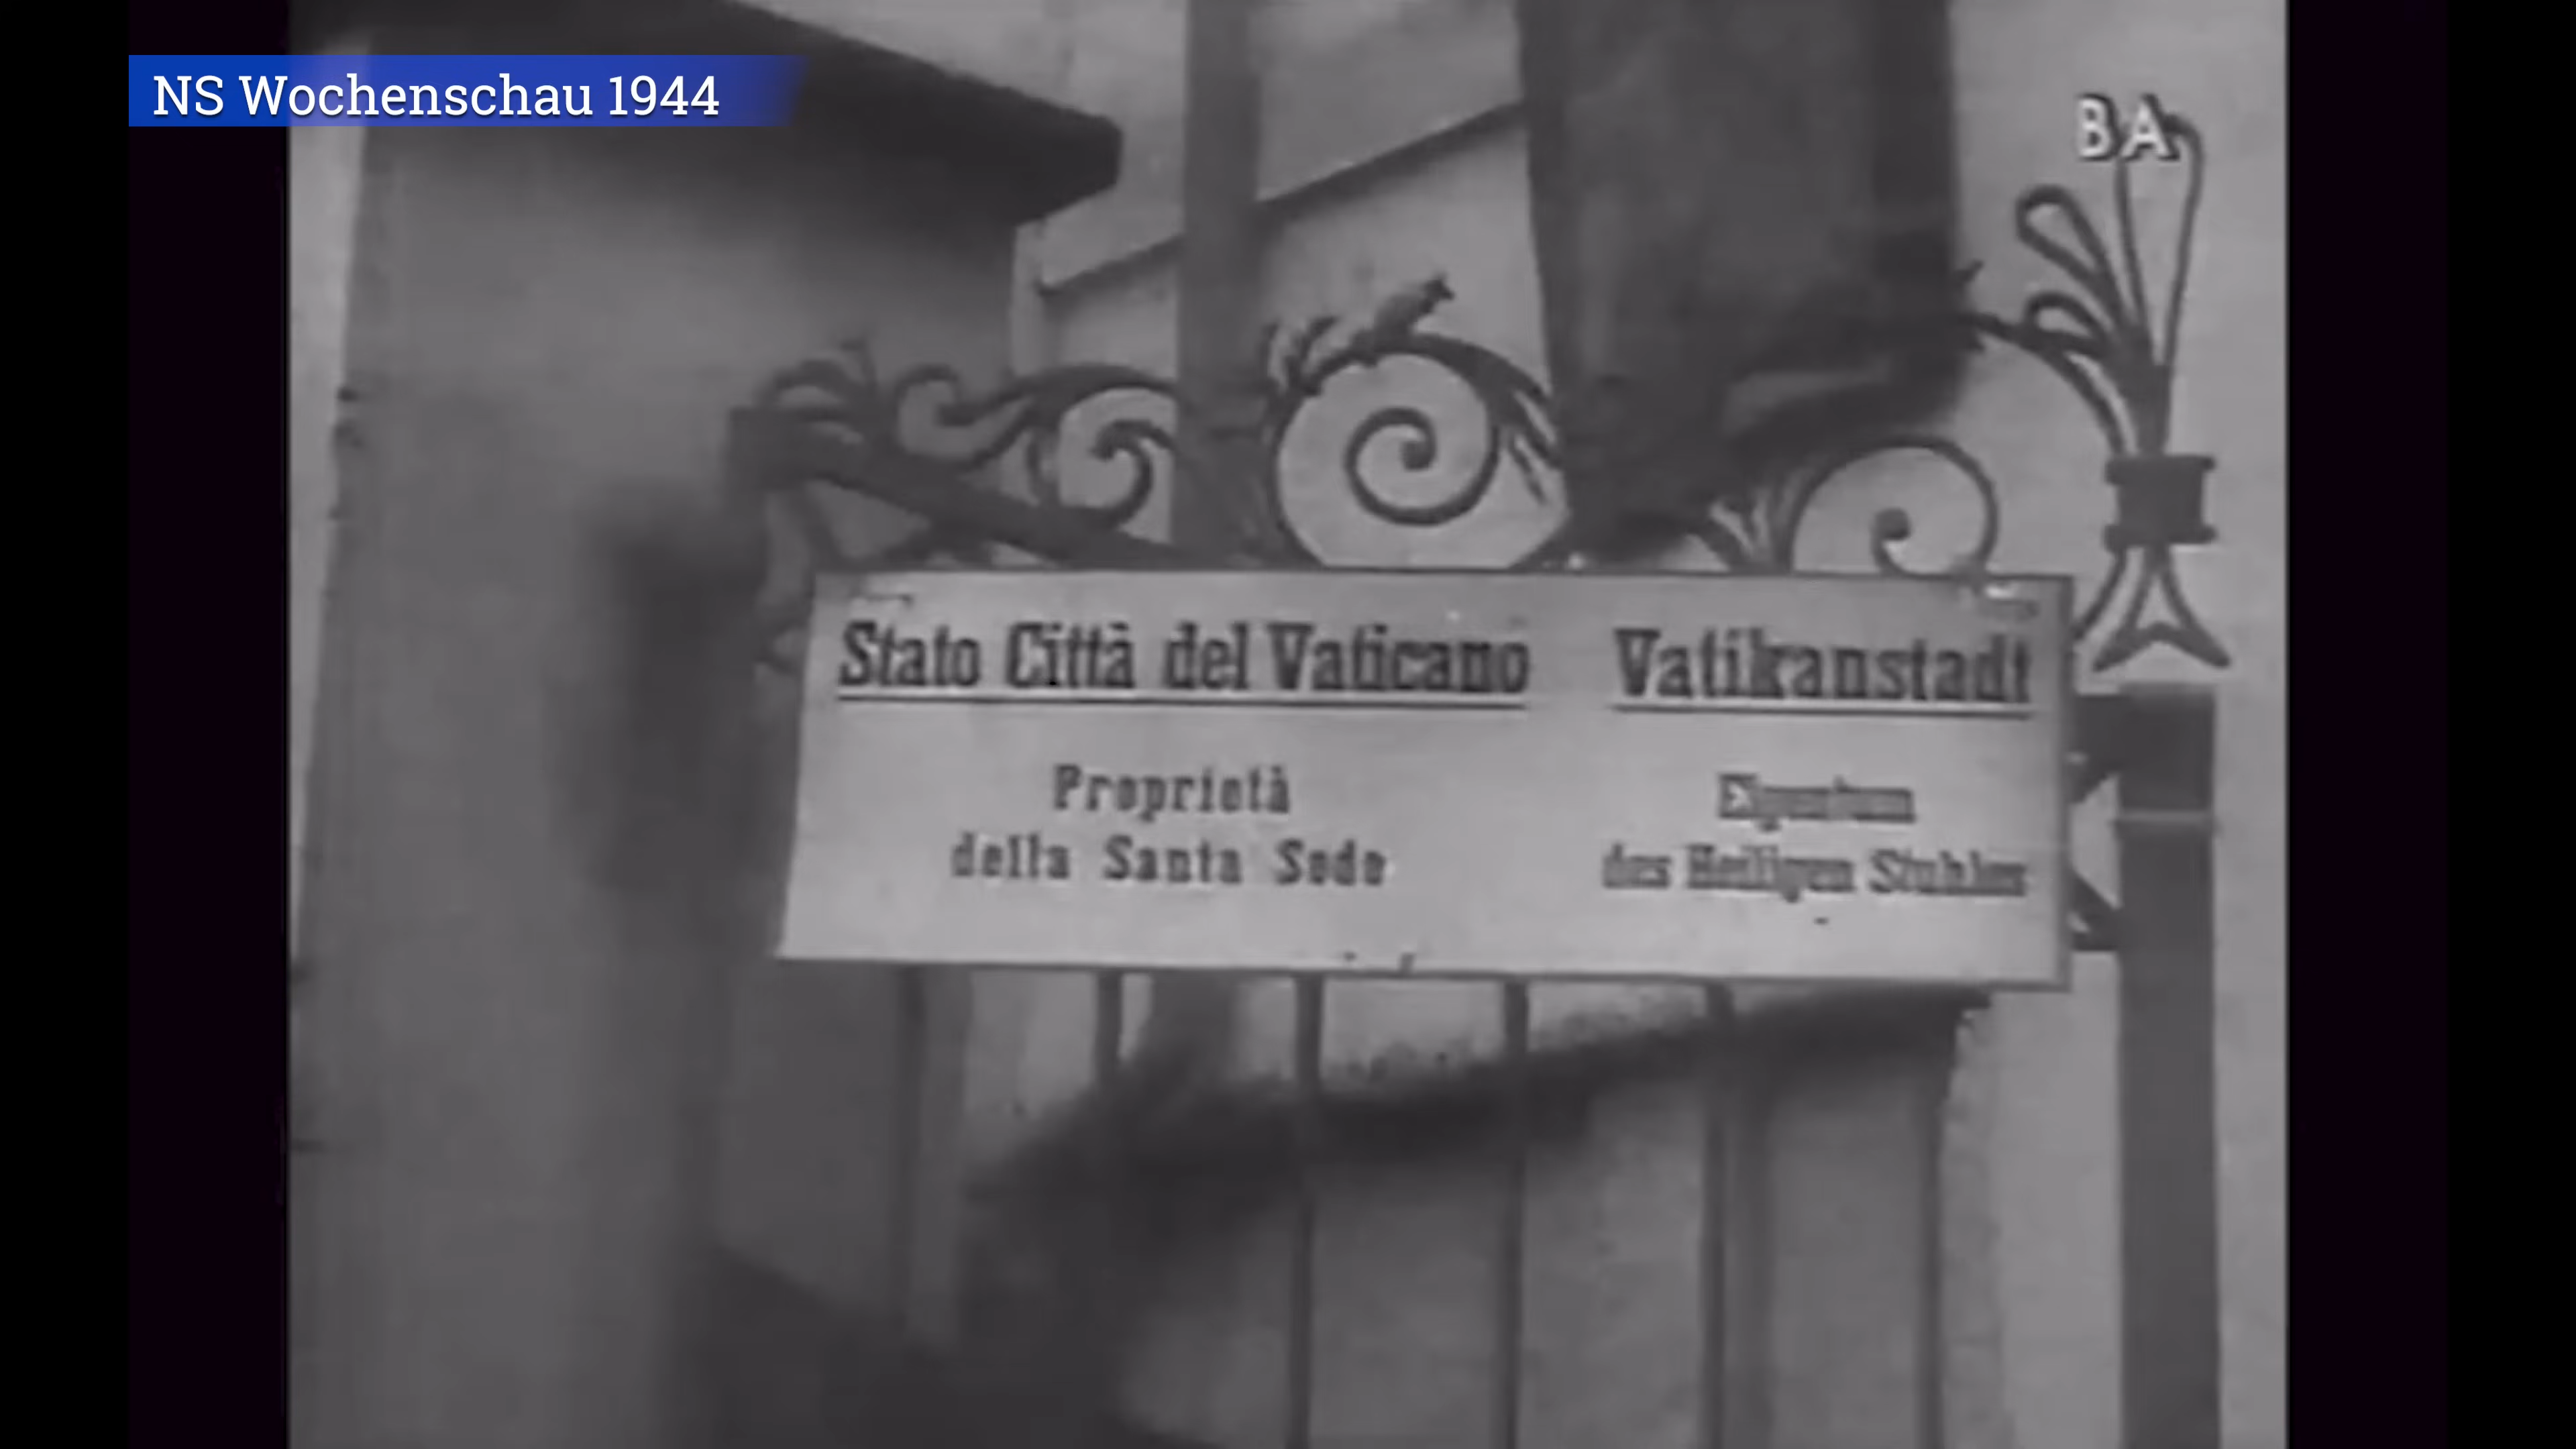 NS Wochenschau 1944
BA
Stato Città del Vaticano
Proprietà
della Santa Sede
Vatikanstadt
Eigentum
des Heiligen Stuhles